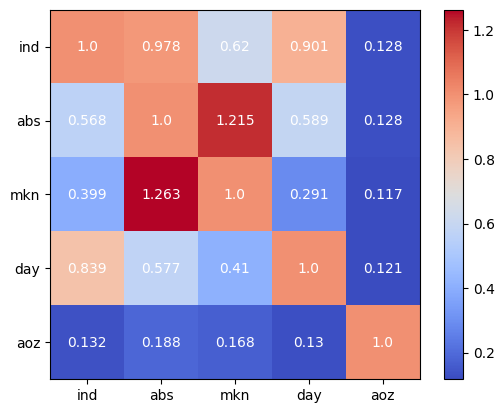 ind 1.0 0.978 0.62 0.901 0.128
abs 0.568 1.0 1.215 0.589 0.128
mkn 0.399 1.263 1.0 0.291 0.117
day 0.839 0.577 0.41 1.0 0.121
aoz 0.132 0.188 0.168 0.13 1.0
ind abs mkn day aoz
1.2
1.0
0.8
0.6
0.4
0.2